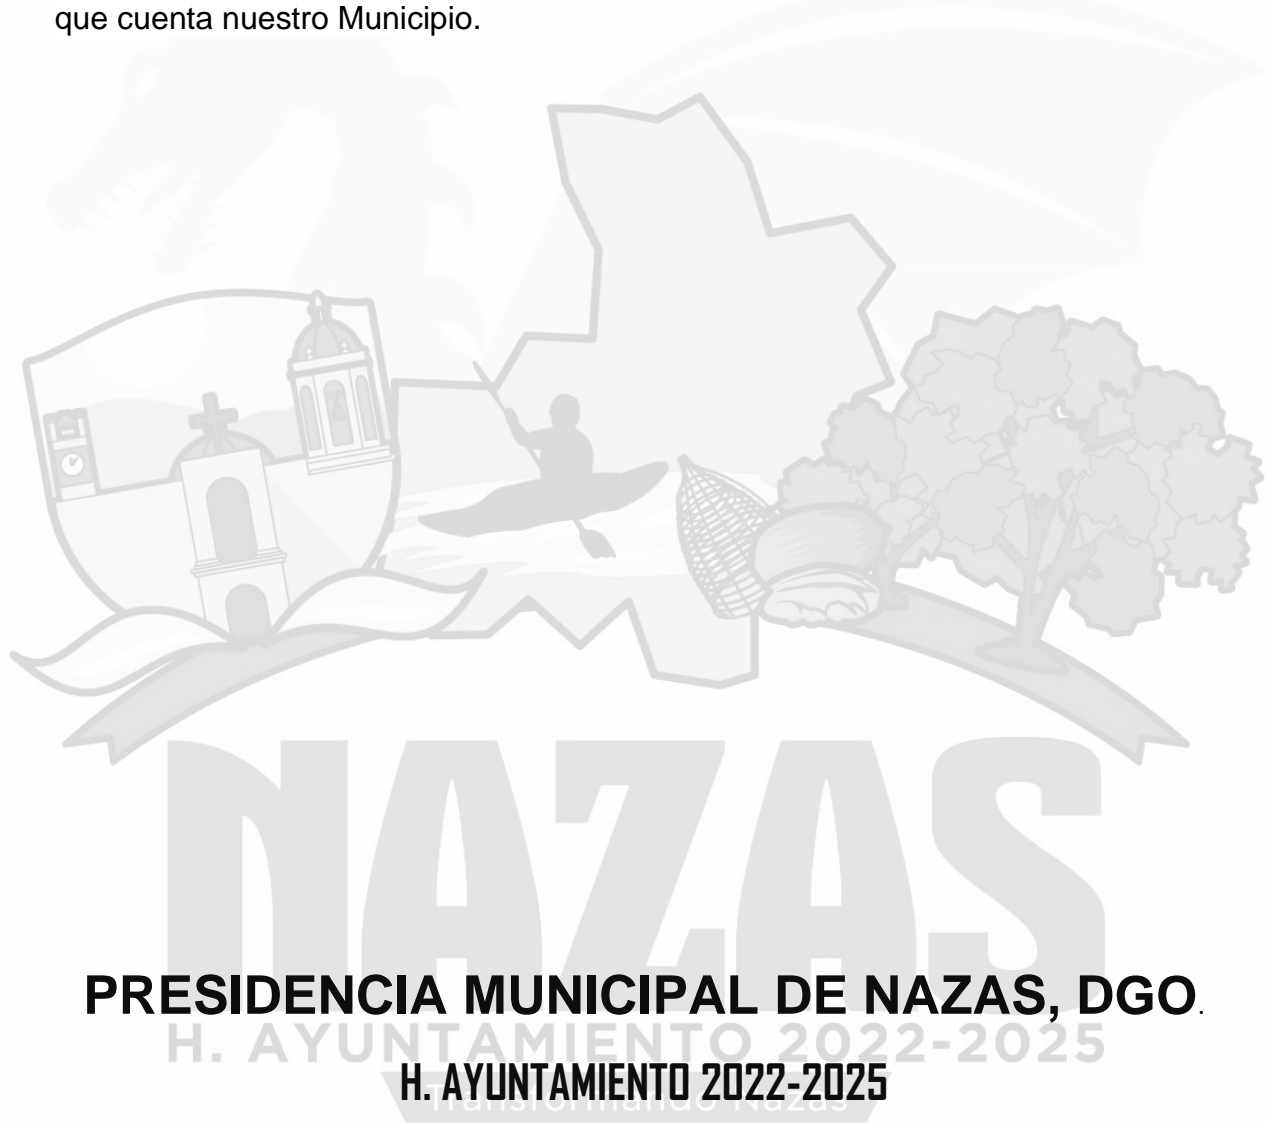 que cuenta nuestro Municipio.
NAZAS
PRESIDENCIA MUNICIPAL DE NAZAS, DGO.
H. AYUNTAMIENTO 2022-2025
H. AYUNTAMIENTO 2022-2025
Transformando Nazas